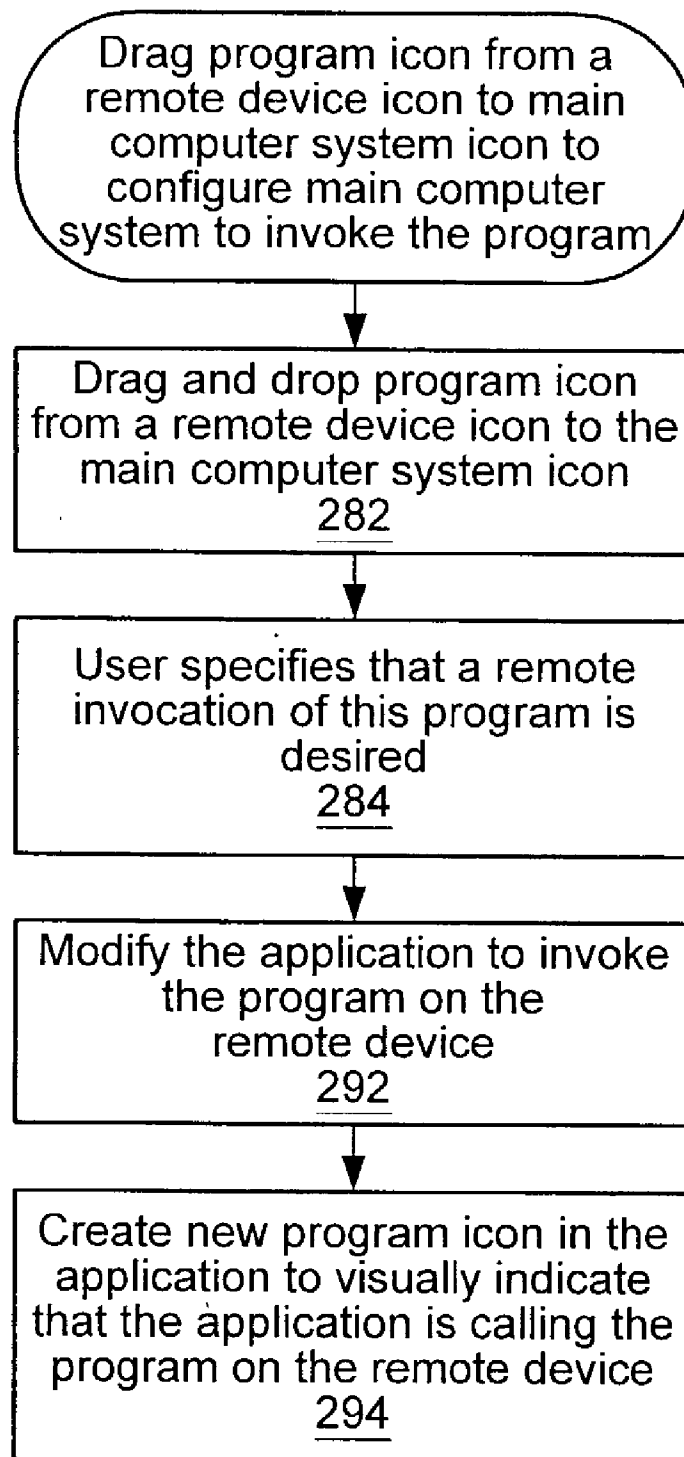 Drag program icon from a
remote device icon to main
computer system icon to
configure main computer
system to invoke the program
Drag and drop program icon
from a remote device icon to the
main computer system icon
282
User specifies that a remote
invocation of this program is
desired
284
Modify the application to invoke
the program on the
remote device
292
Create new program icon in the
application to visually indicate
that the application is calling the
program on the remote device
294